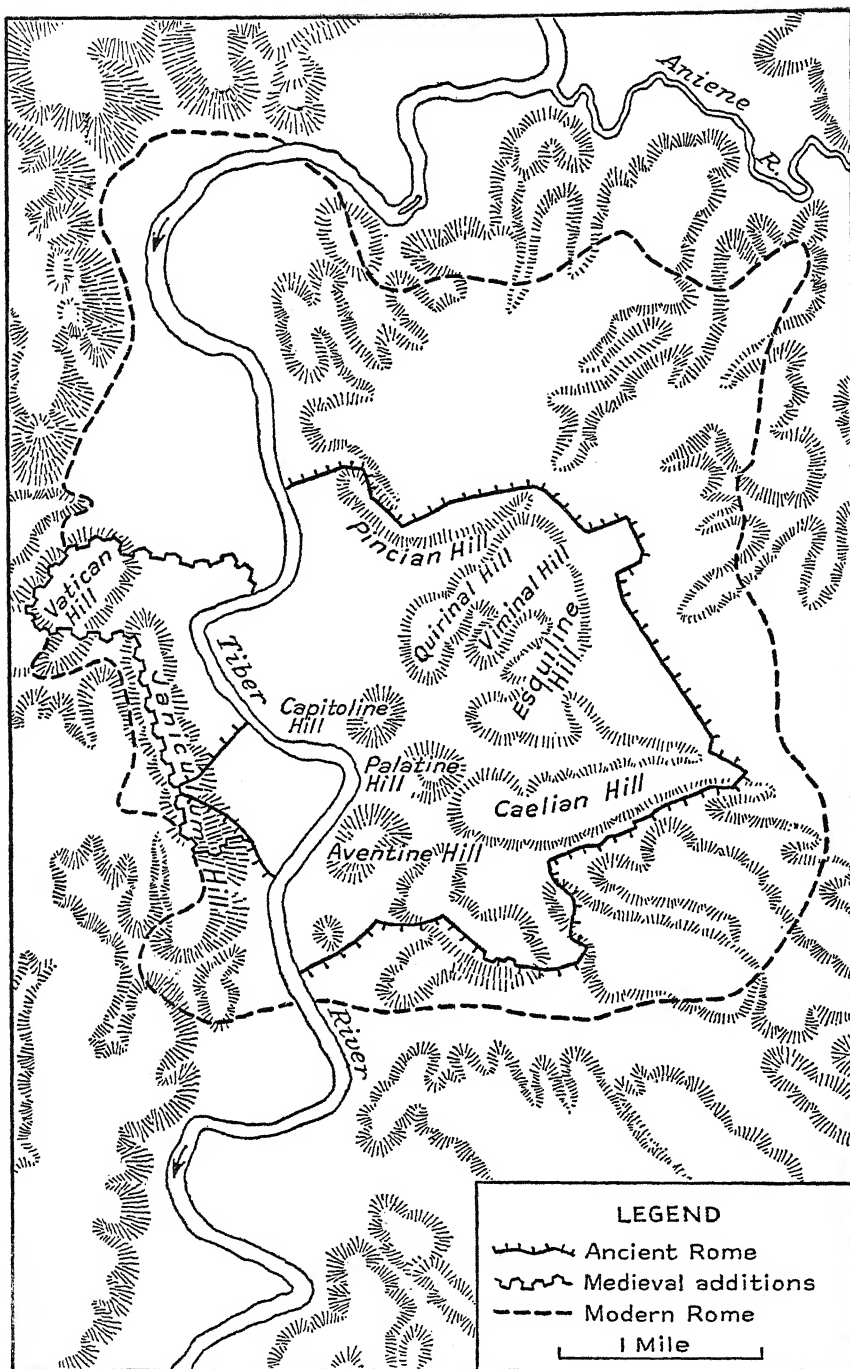 Aniene
R.
Pincian Hill
Quirinal Hill
Viminal Hill
Esquiline
Hill
Vatican
Hill
Janiculum Hill
Tiber
Capitoline
Hill
Palatine
Hill
Caelian Hill
Aventine Hill
River
LEGEND
Ancient Rome
Medieval additions
Modern Rome
1 Mile